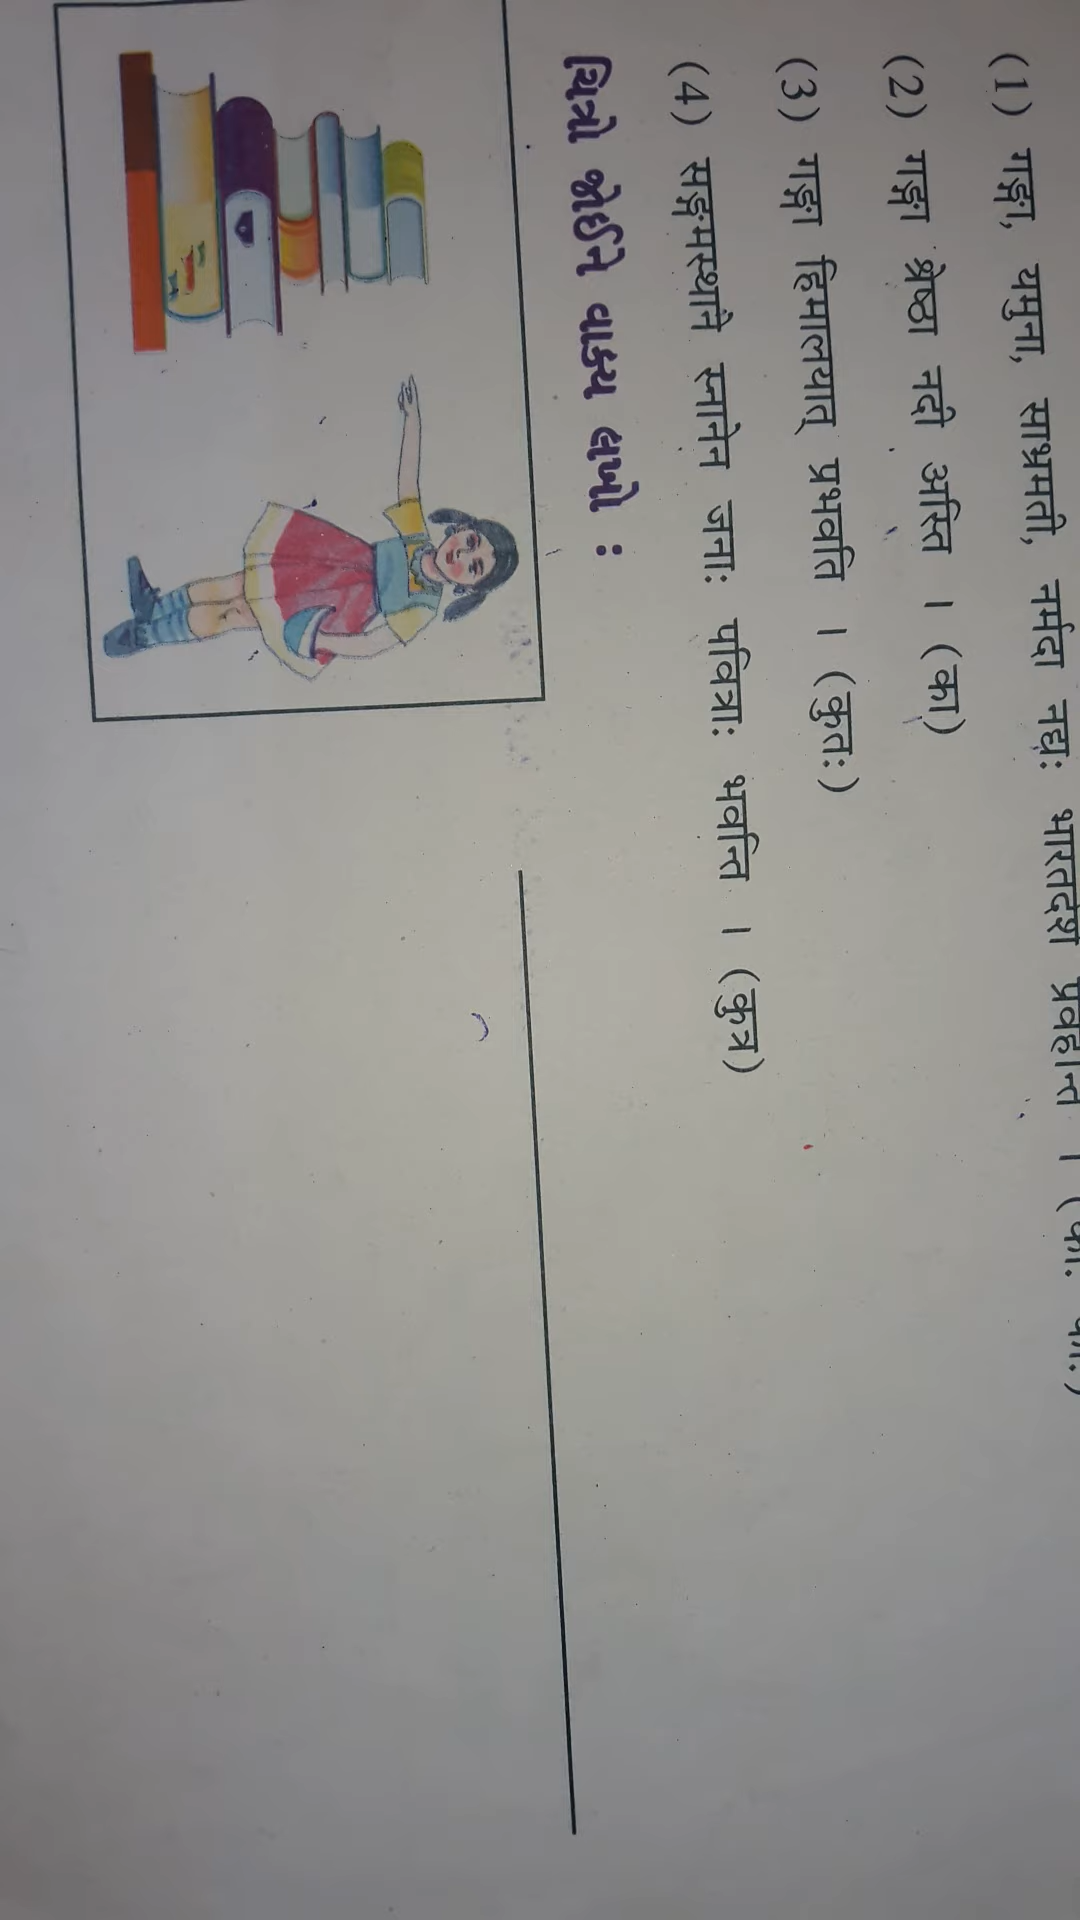 (1) गङ्गा, यमुना, साभ्रमती, नर्मदा नद्यः भारतदेशे प्रवहन्ति । (काः काः)
(2) गङ्गा श्रेष्ठा नदी अस्ति । (का)
(3) गङ्गा हिमालयात् प्रभवति । (कुतः)
(4) सङ्गमस्थाने स्नानेन जनाः पवित्राः भवन्ति । (कुत्र)
ચિત્રો જોઈને વાક્ય લખો :